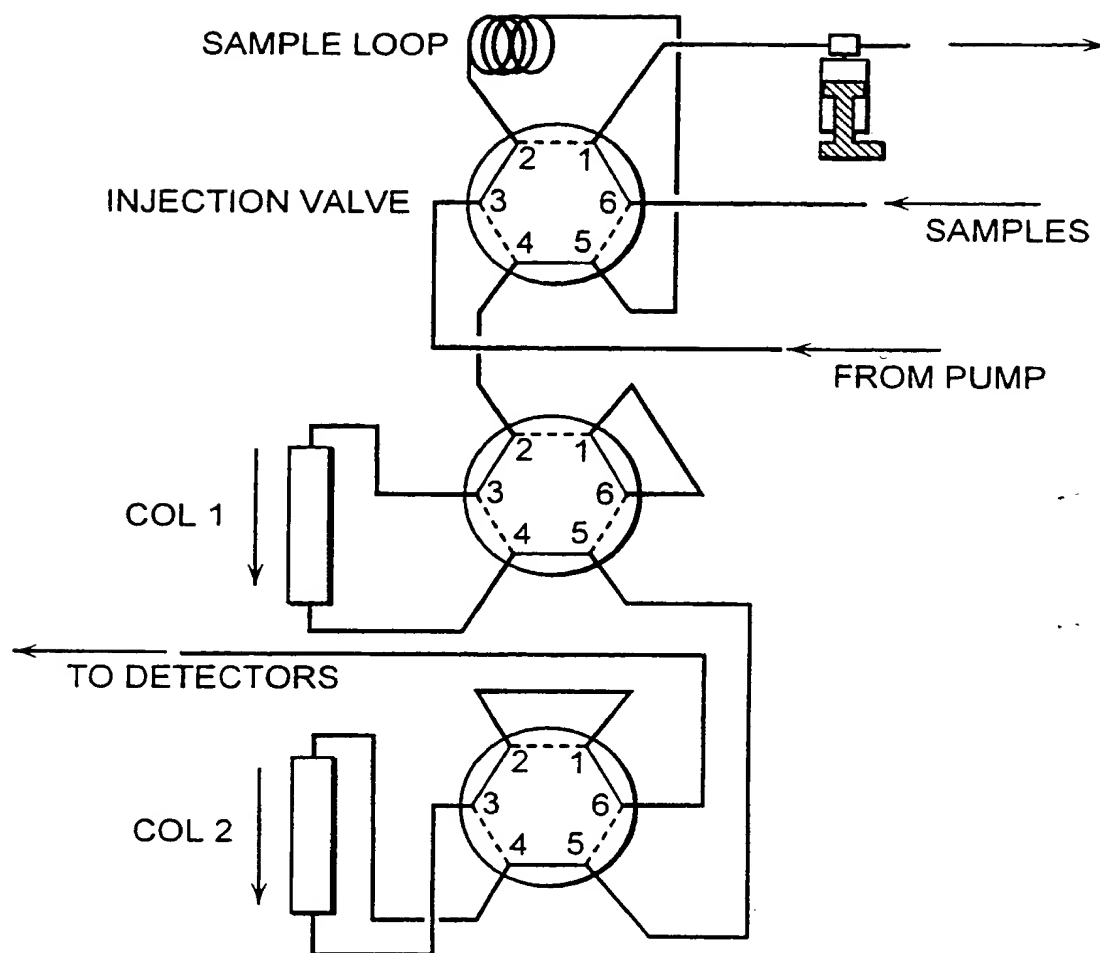 SAMPLE LOOP
2 1
INJECTION VALVE
3 6
4 5
SAMPLES
FROM PUMP
2 1
3 6
4 5
COL 1
TO DETECTORS
2 1
3 6
4 5
COL 2